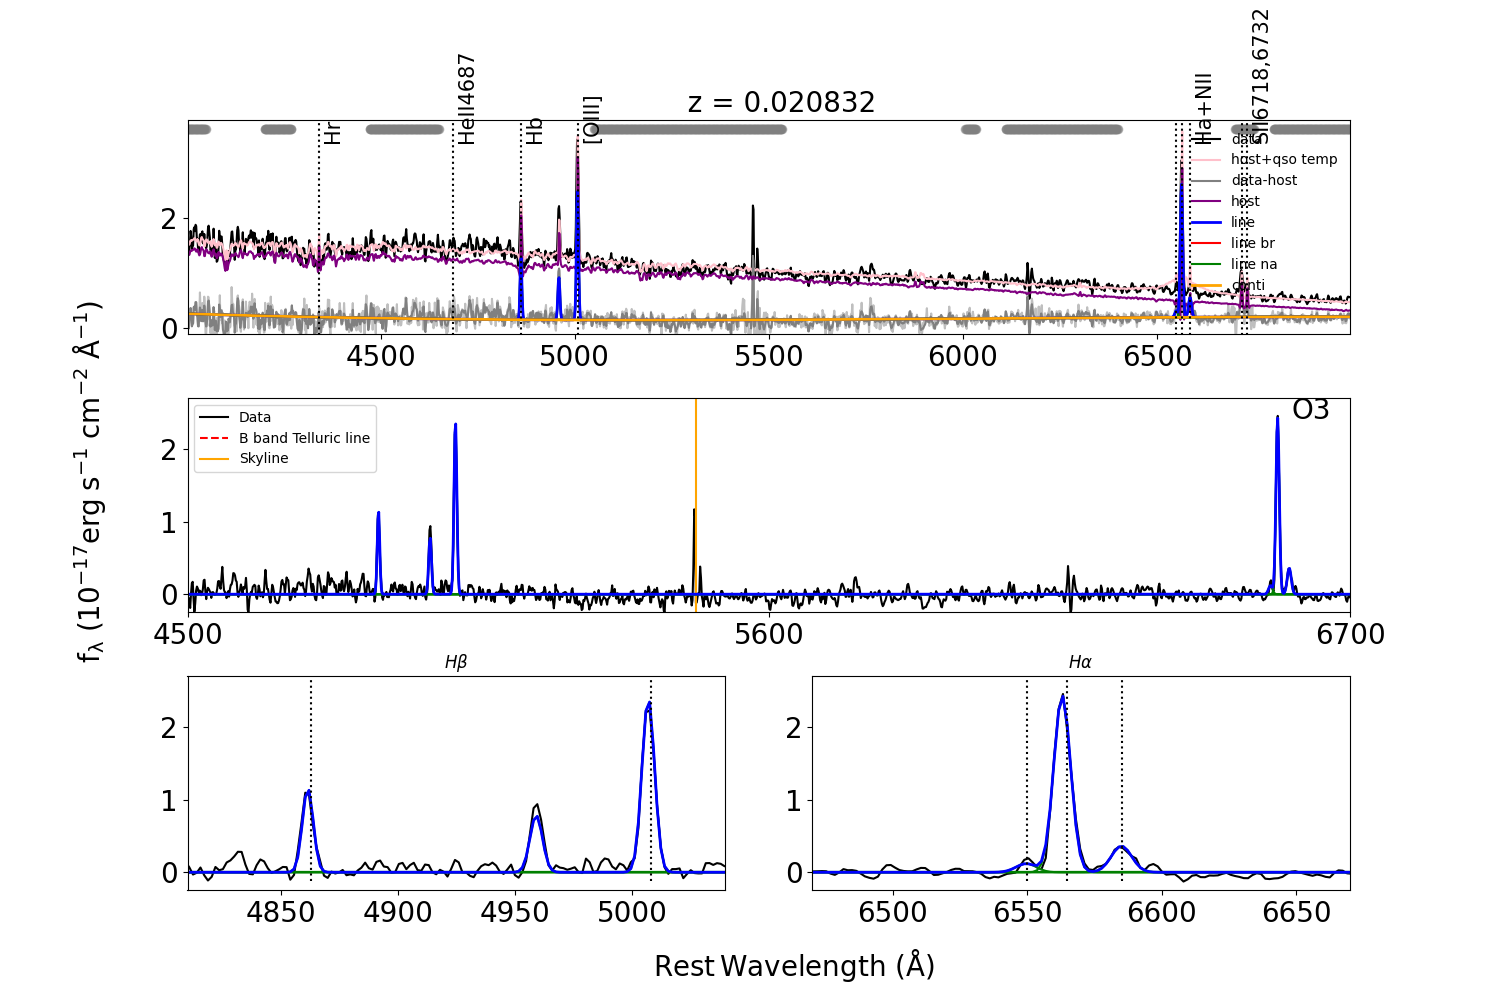 z = 0.020832
Hr
HeII4687
Hb
[OIII]
Ha+NII
SII6718,6732
data
host+qso temp
data-host
host
line
line br
line na
conti
2
0
4500 5000 5500 6000 6500
f_λ (10^{-17} erg s^{-1} cm^{-2} Å^{-1})
Data
B band Telluric line
Skyline
O3
2
1
0
4500 5600 6700
Hβ
2
1
0
4850 4900 4950 5000
Hα
2
1
0
6500 6550 6600 6650
Rest Wavelength (Å)